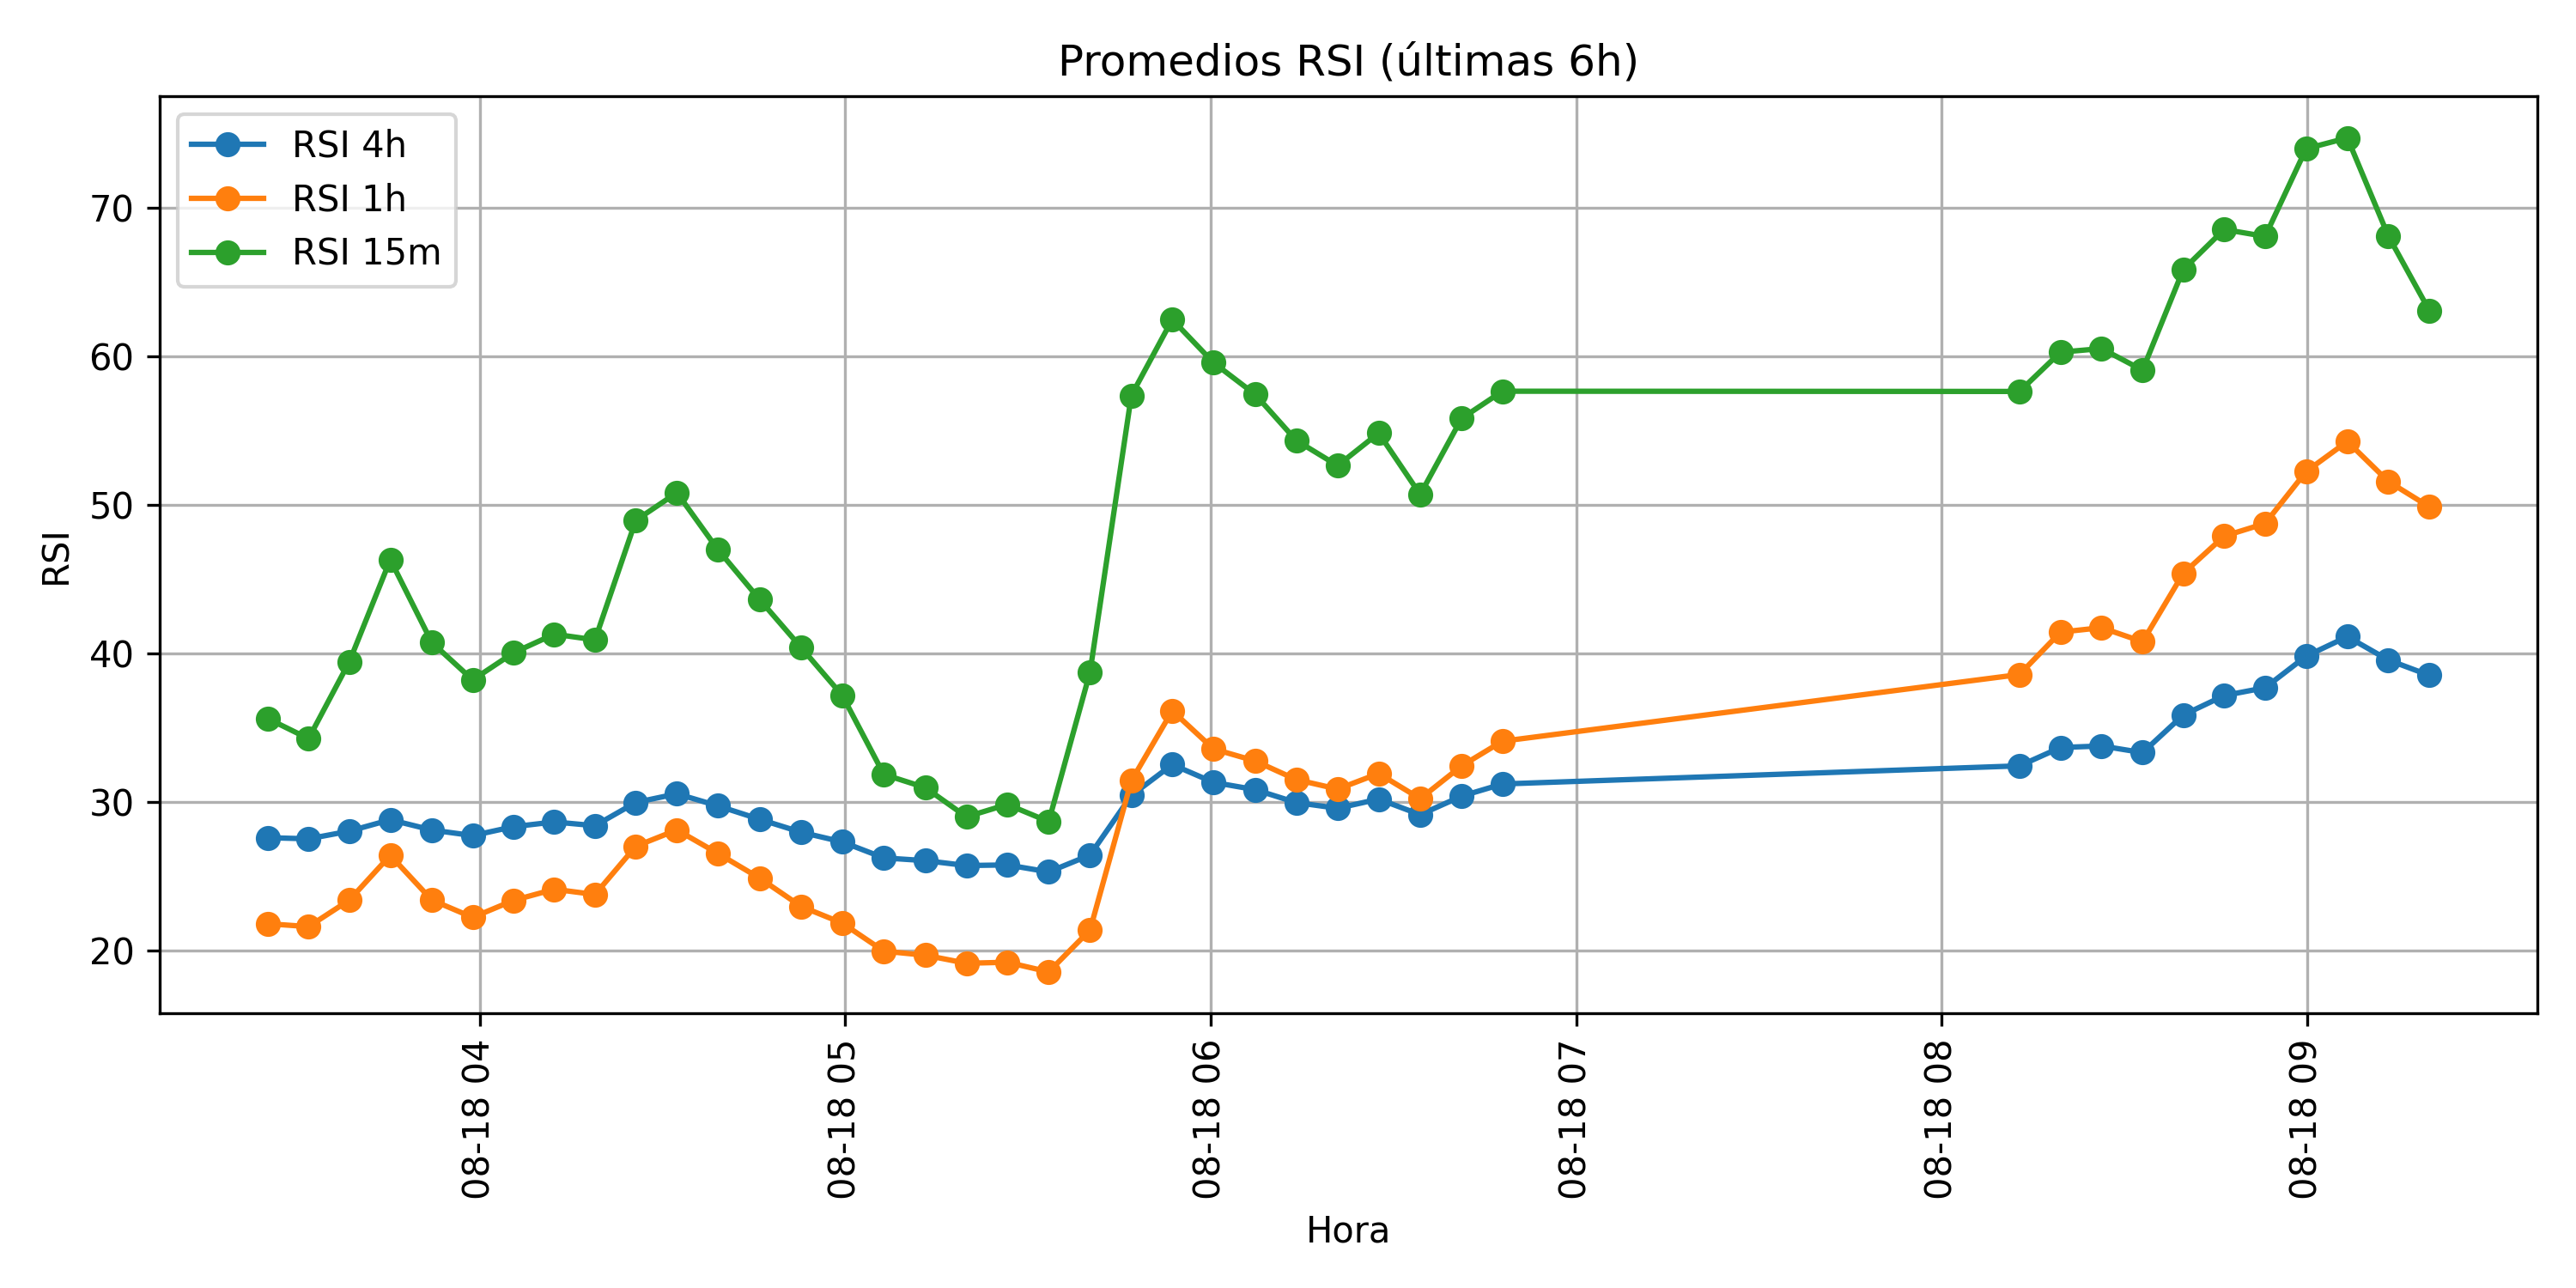 Promedios RSI (últimas 6h)
RSI 4h
RSI 1h
RSI 15m
RSI
70
60
50
40
30
20
08-18 04
08-18 05
08-18 06
08-18 07
08-18 08
08-18 09
Hora